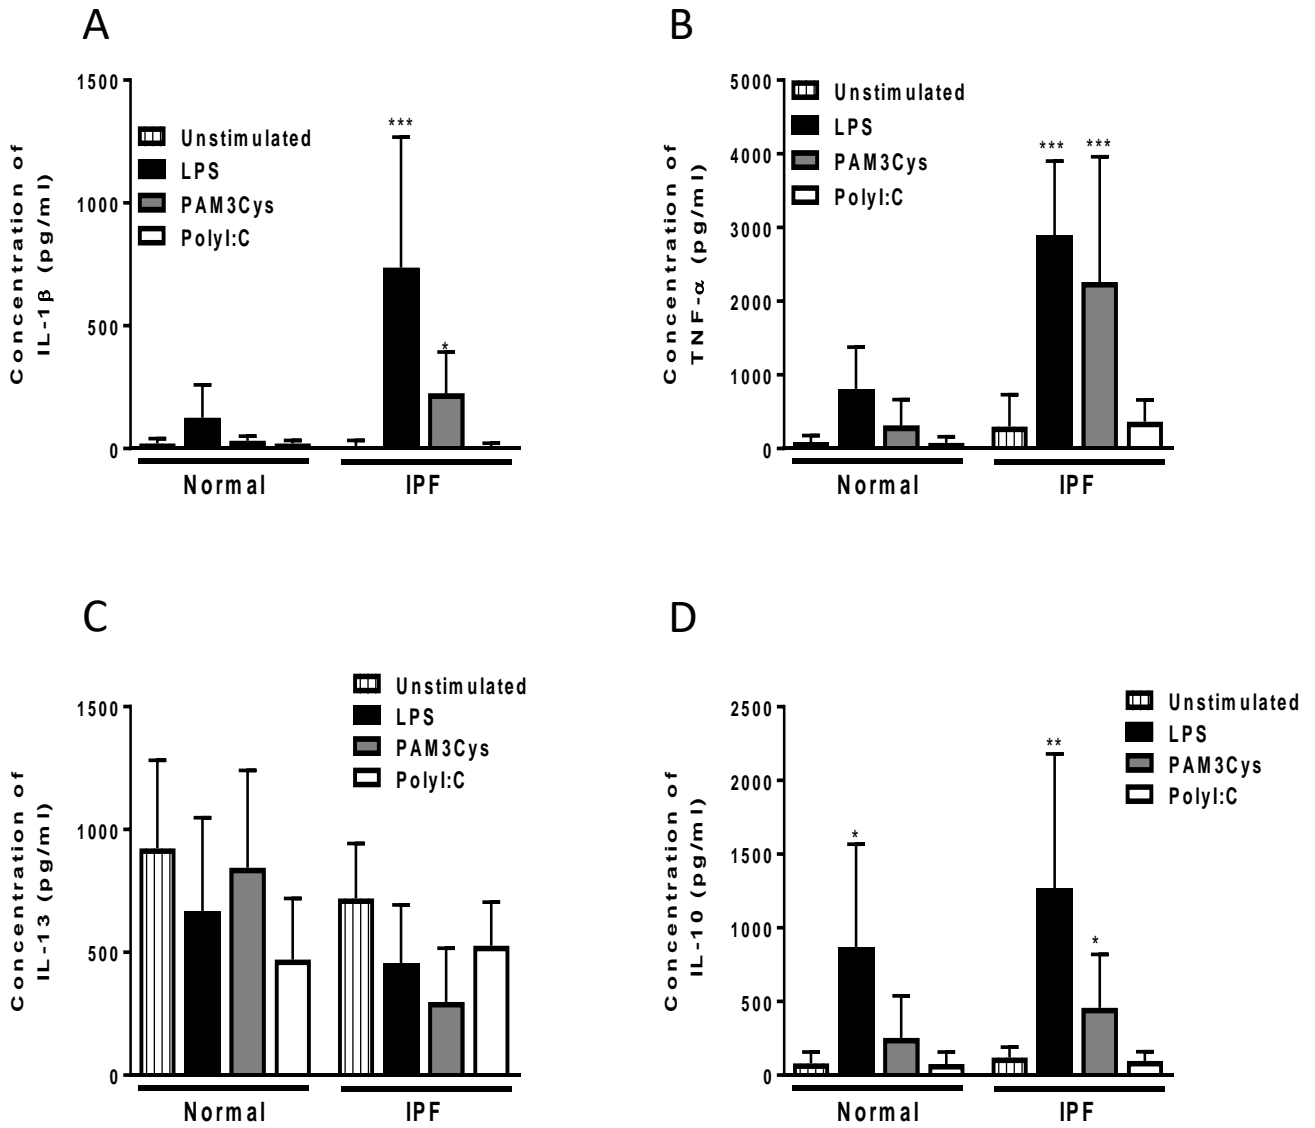 A
Concentration of
IL-1β (pg/ml)
1500
1000
500
0
Unstimulated
LPS
PAM3Cys
PolyI:C
***
*
Normal
IPF
B
Concentration of
TNF-α (pg/ml)
5000
4000
3000
2000
1000
0
Unstimulated
LPS
PAM3Cys
PolyI:C
***
***
Normal
IPF
C
Concentration of
IL-13 (pg/ml)
1500
1000
500
0
Unstimulated
LPS
PAM3Cys
PolyI:C
Normal
IPF
D
Concentration of
IL-10 (pg/ml)
2500
2000
1500
1000
500
0
Unstimulated
LPS
PAM3Cys
PolyI:C
*
**
*
Normal
IPF